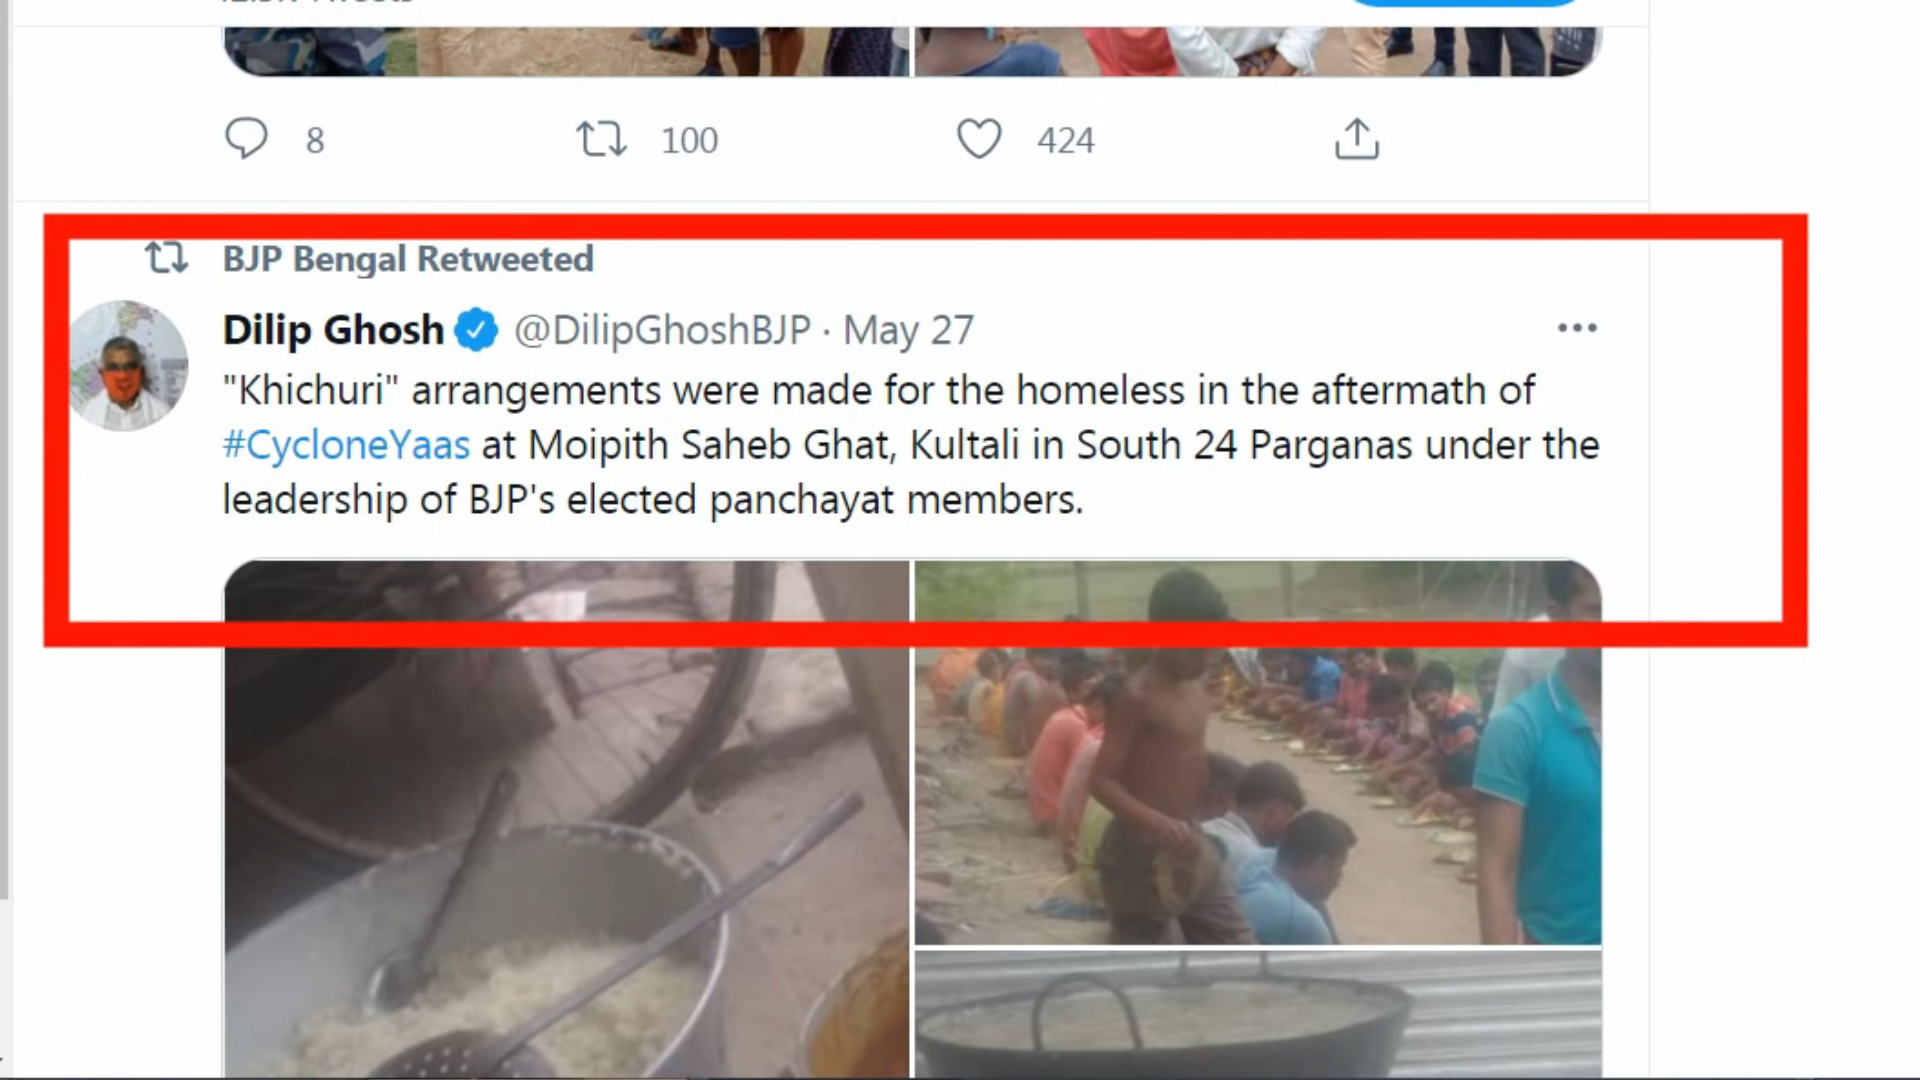 8 100 424
BJP Bengal Retweeted
Dilip Ghosh @DilipGhoshBJP · May 27
"Khichuri" arrangements were made for the homeless in the aftermath of
#CycloneYaas at Moipith Saheb Ghat, Kultali in South 24 Parganas under the
leadership of BJP's elected panchayat members.